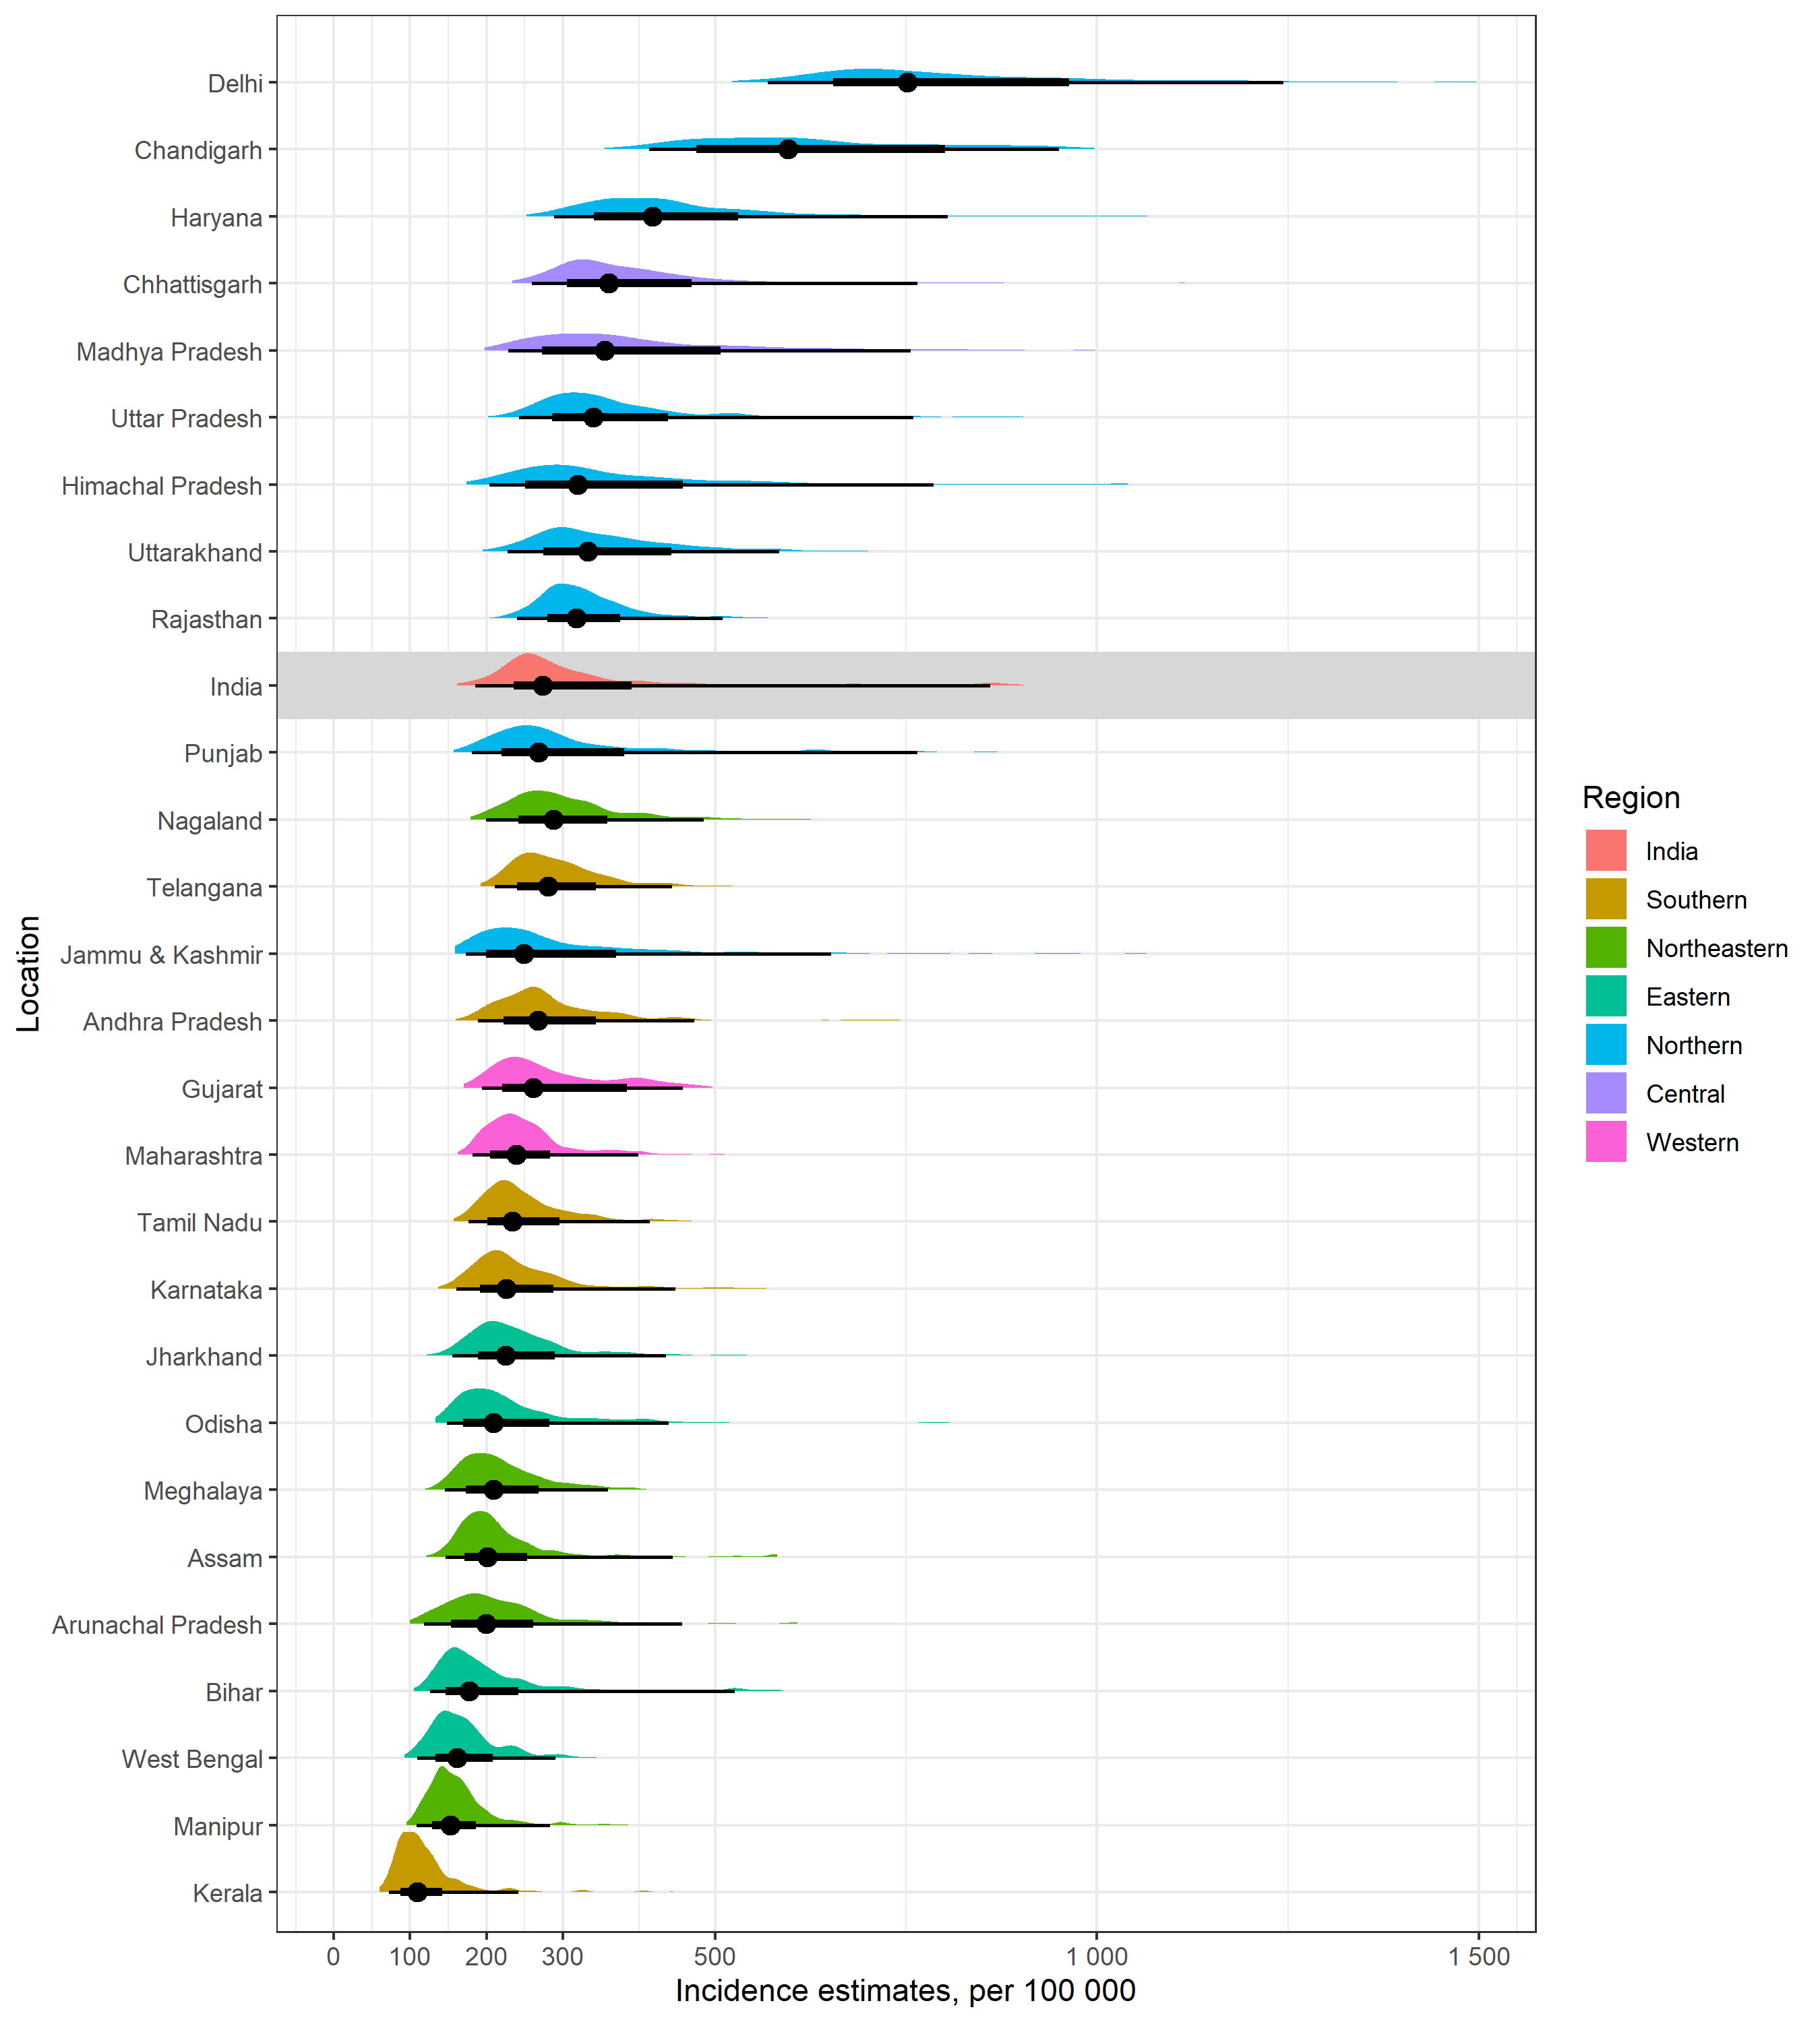 Delhi
Chandigarh
Haryana
Chhattisgarh
Madhya Pradesh
Uttar Pradesh
Himachal Pradesh
Uttarakhand
Rajasthan
India
Punjab
Nagaland
Telangana
Jammu & Kashmir
Andhra Pradesh
Gujarat
Maharashtra
Tamil Nadu
Karnataka
Jharkhand
Odisha
Meghalaya
Assam
Arunachal Pradesh
Bihar
West Bengal
Manipur
Kerala
Location
0 100 200 300 500 1 000 1 500
Incidence estimates, per 100 000
Region
India
Southern
Northeastern
Eastern
Northern
Central
Western